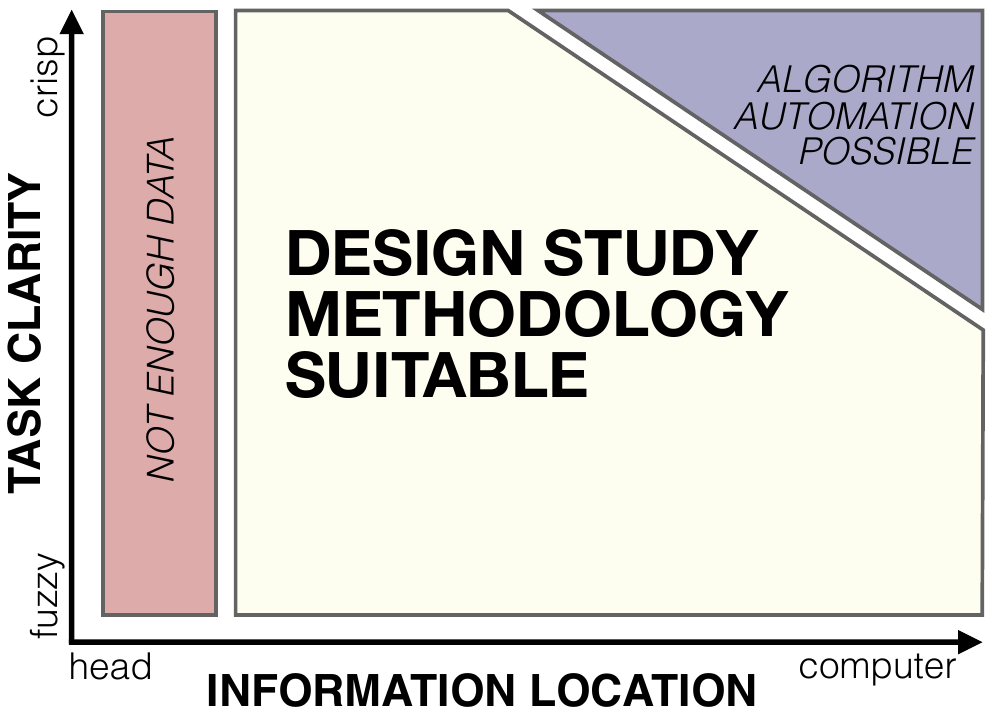 crisp
TASK CLARITY
fuzzy
NOT ENOUGH DATA
DESIGN STUDY
METHODOLOGY
SUITABLE
ALGORITHM
AUTOMATION
POSSIBLE
head
computer
INFORMATION LOCATION